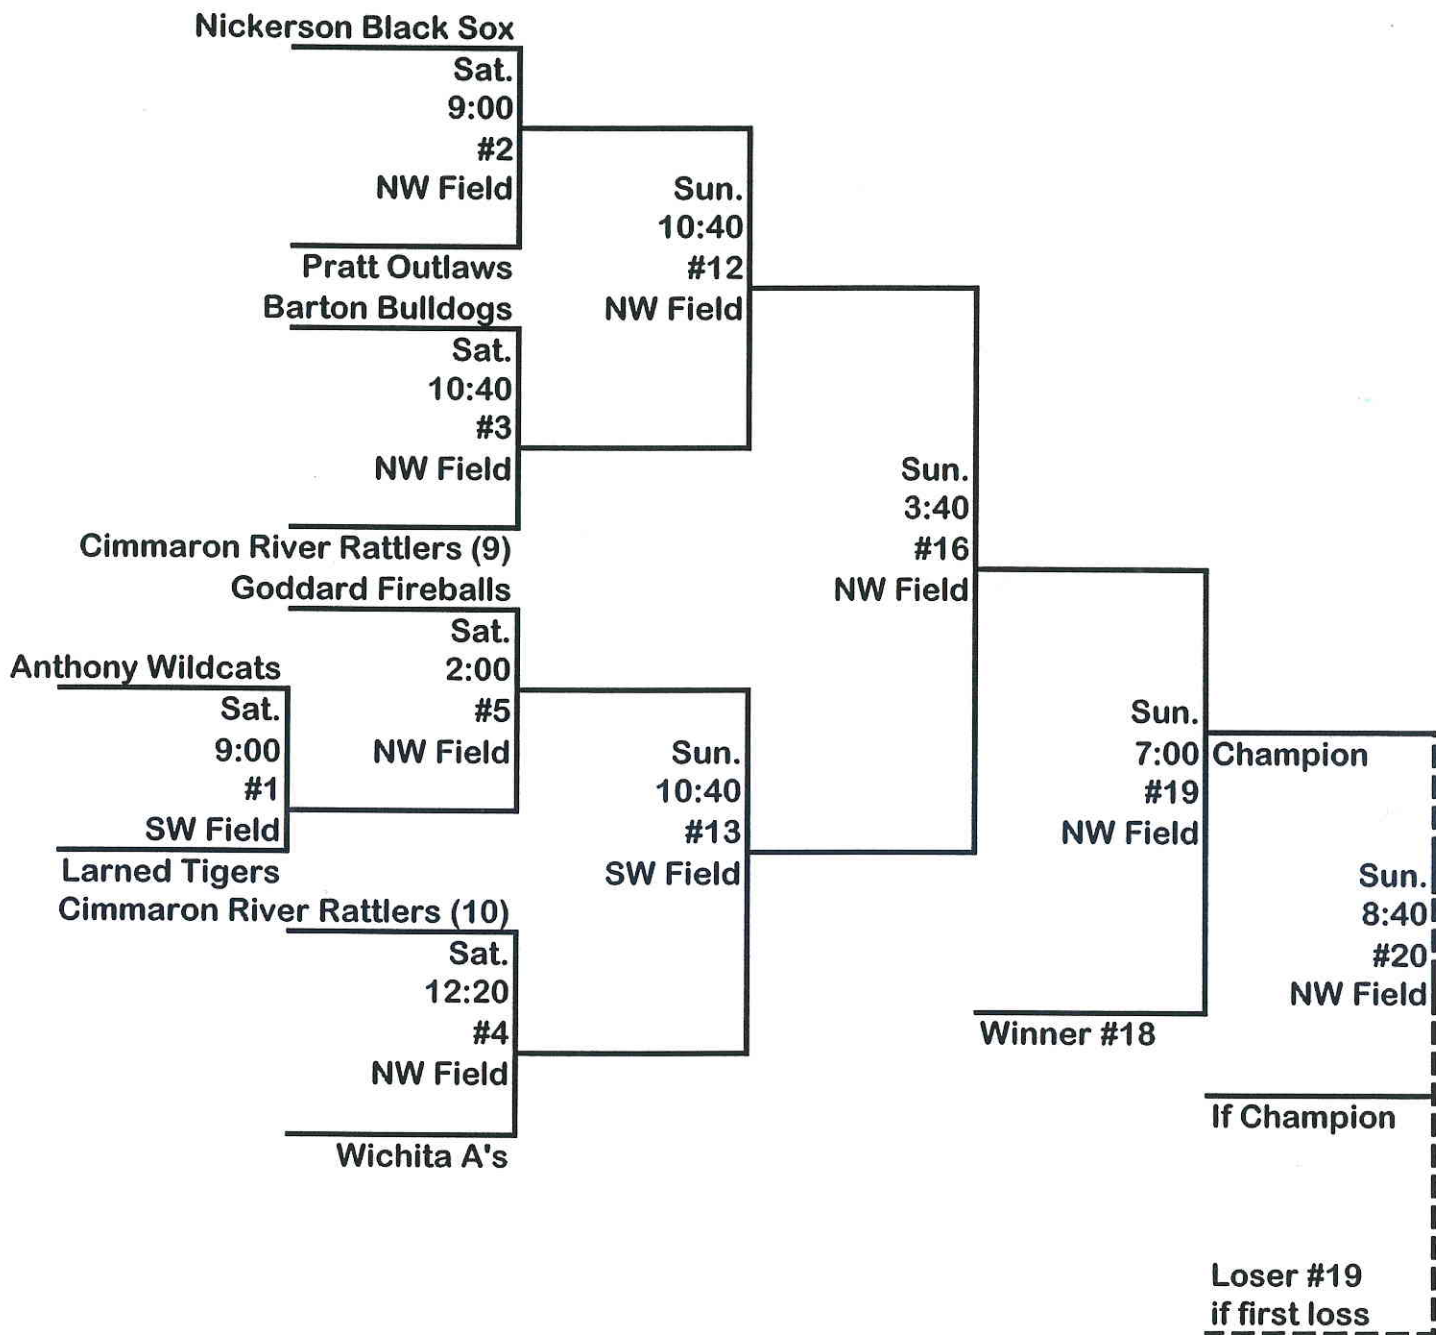 Nickerson Black Sox
Sat.
9:00
#2
NW Field
Pratt Outlaws
Barton Bulldogs
Sat.
10:40
#3
NW Field
Cimmaron River Rattlers (9)
Sun.
10:40
#12
NW Field
Goddard Fireballs
Sat.
2:00
#5
NW Field
Anthony Wildcats
Sat.
9:00
#1
SW Field
Larned Tigers
Cimmaron River Rattlers (10)
Sat.
12:20
#4
NW Field
Wichita A's
Sun.
10:40
#13
SW Field
Sun.
3:40
#16
NW Field
Sun.
7:00
#19
NW Field
Winner #18
Champion
Sun.
8:40
#20
NW Field
If Champion
Loser #19
if first loss